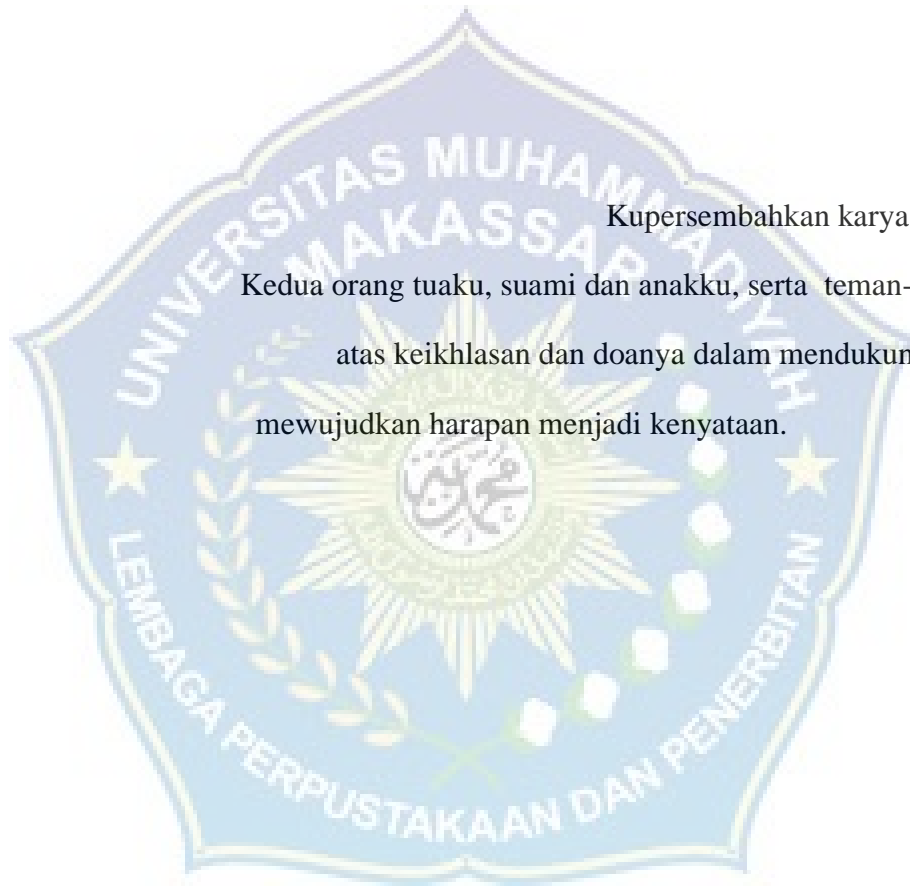 UNIVERSITAS MUHAMMADIYAH
MAKASSAR
Kupersembahkan karya
Kedua orang tuaku, suami dan anakku, serta teman-
atas keikhlasan dan doanya dalam mendukun
mewujudkan harapan menjadi kenyataan.
LEMBAGA PERPUSTAKAAN DAN PENERBITAN